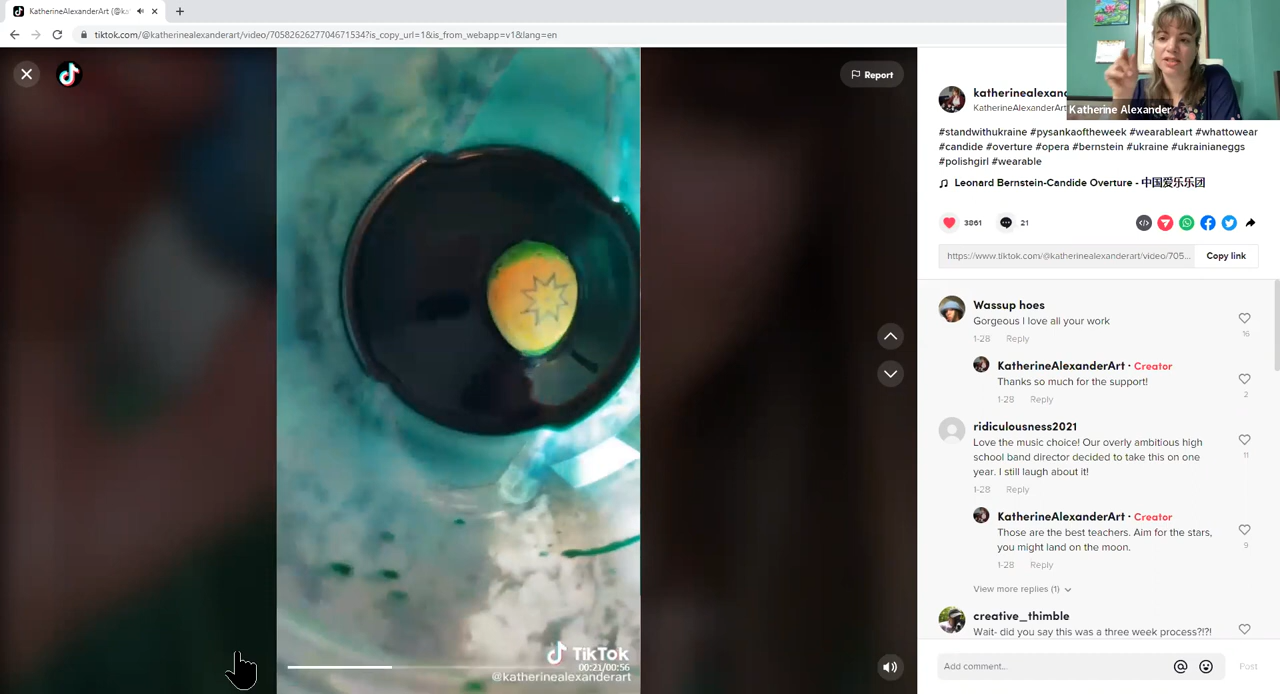 KatherineAlexanderArt (@ka
tiktok.com/@katherinealexanderart/video/7058262627704671534?is_copy_url=1&is_from_webapp=v1&lang=en
Report
katherinealexand
KatherineAlexanderArt
Katherine Alexander
#standwithukraine #pysankaoftheweek #wearableart #whattowear
#candide #overture #opera #bernstein #ukraine #ukrainianeggs
#polishgirl #wearable
Leonard Bernstein-Candide Overture - 中国爱乐乐团
3861
21
https://www.tiktok.com/@katherinealexanderart/video/705...
Copy link
Wassup hoes
Gorgeous I love all your work
16
1-28 Reply
KatherineAlexanderArt · Creator
Thanks so much for the support!
2
1-28 Reply
ridiculousness2021
Love the music choice! Our overly ambitious high
school band director decided to take this on one
year. I still laugh about it!
11
1-28 Reply
KatherineAlexanderArt · Creator
Those are the best teachers. Aim for the stars,
you might land on the moon.
9
1-28 Reply
View more replies (1)
creative_thimble
Wait- did you say this was a three week process?!?!
Add comment...
Post
TikTok
00:21/00:56
@katherinealexanderart